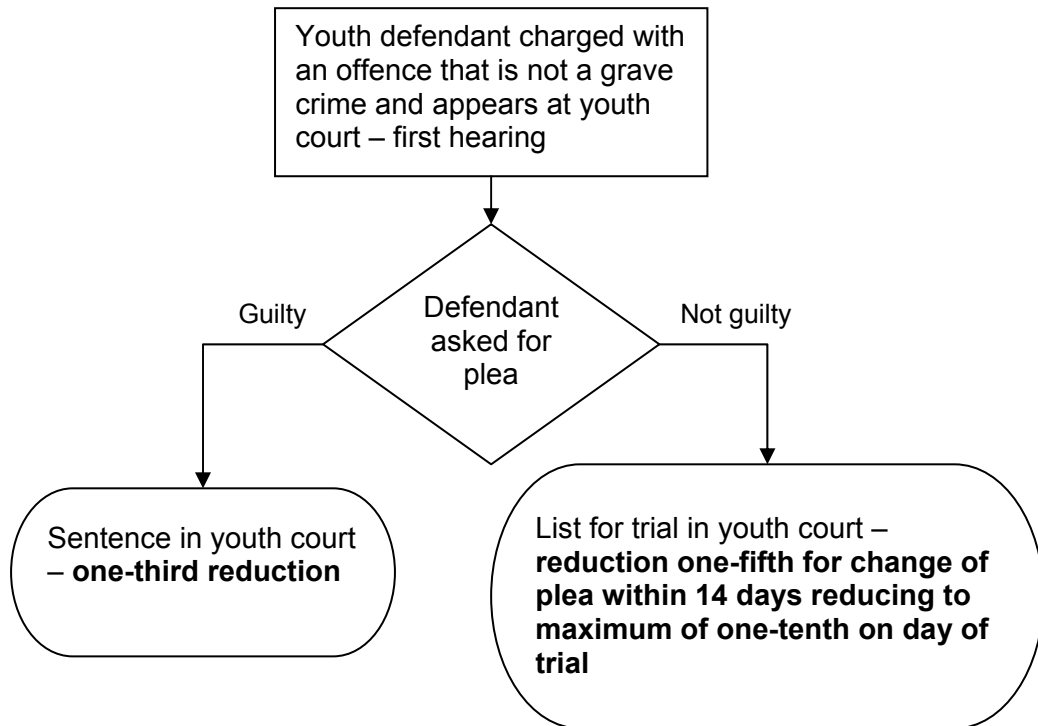 Youth defendant charged with
an offence that is not a grave
crime and appears at youth
court – first hearing
Guilty
Defendant
asked for
plea
Not guilty
Sentence in youth court
– one-third reduction
List for trial in youth court –
reduction one-fifth for change of
plea within 14 days reducing to
maximum of one-tenth on day of
trial